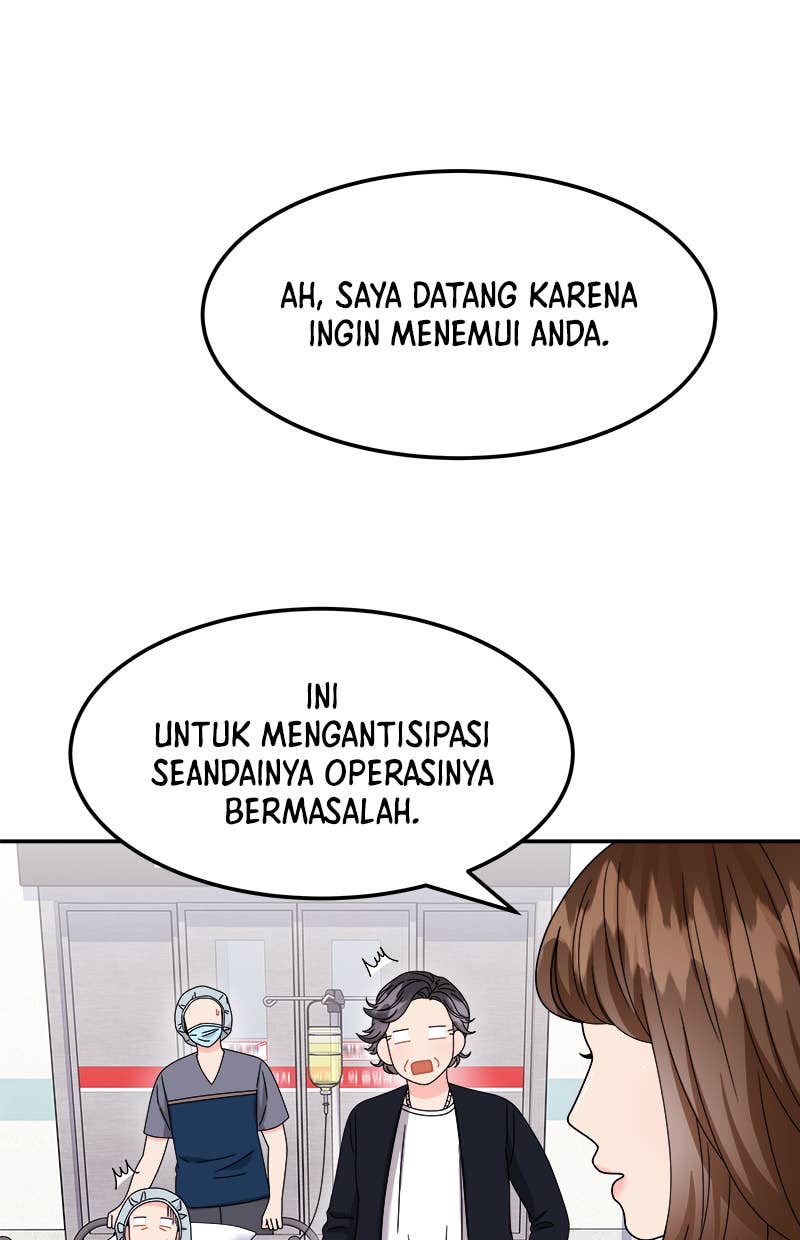 AH, SAYA DATANG KARENA
INGIN MENEMUI ANDA.
INI
UNTUK MENGANTISIPASI
SEANDAINYA OPERASINYA
BERMASALAH.